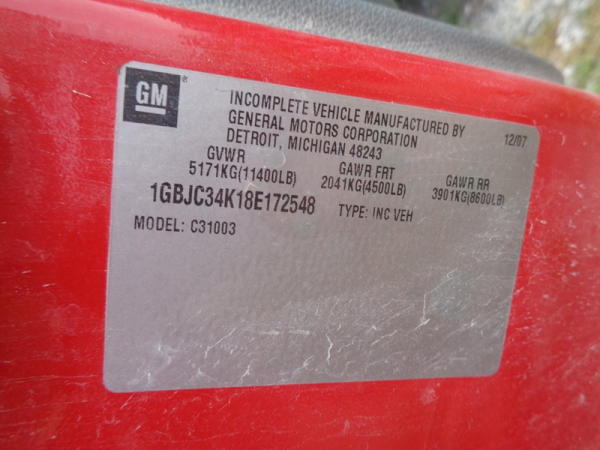 GM ®
INCOMPLETE VEHICLE MANUFACTURED BY
GENERAL MOTORS CORPORATION
DETROIT, MICHIGAN 48243
12/07
GVWR
5171KG(11400LB)
GAWR FRT
2041KG(4500LB)
GAWR RR
3901KG(8600LB)
1GBJC34K18E172548
TYPE: INC VEH
MODEL: C31003